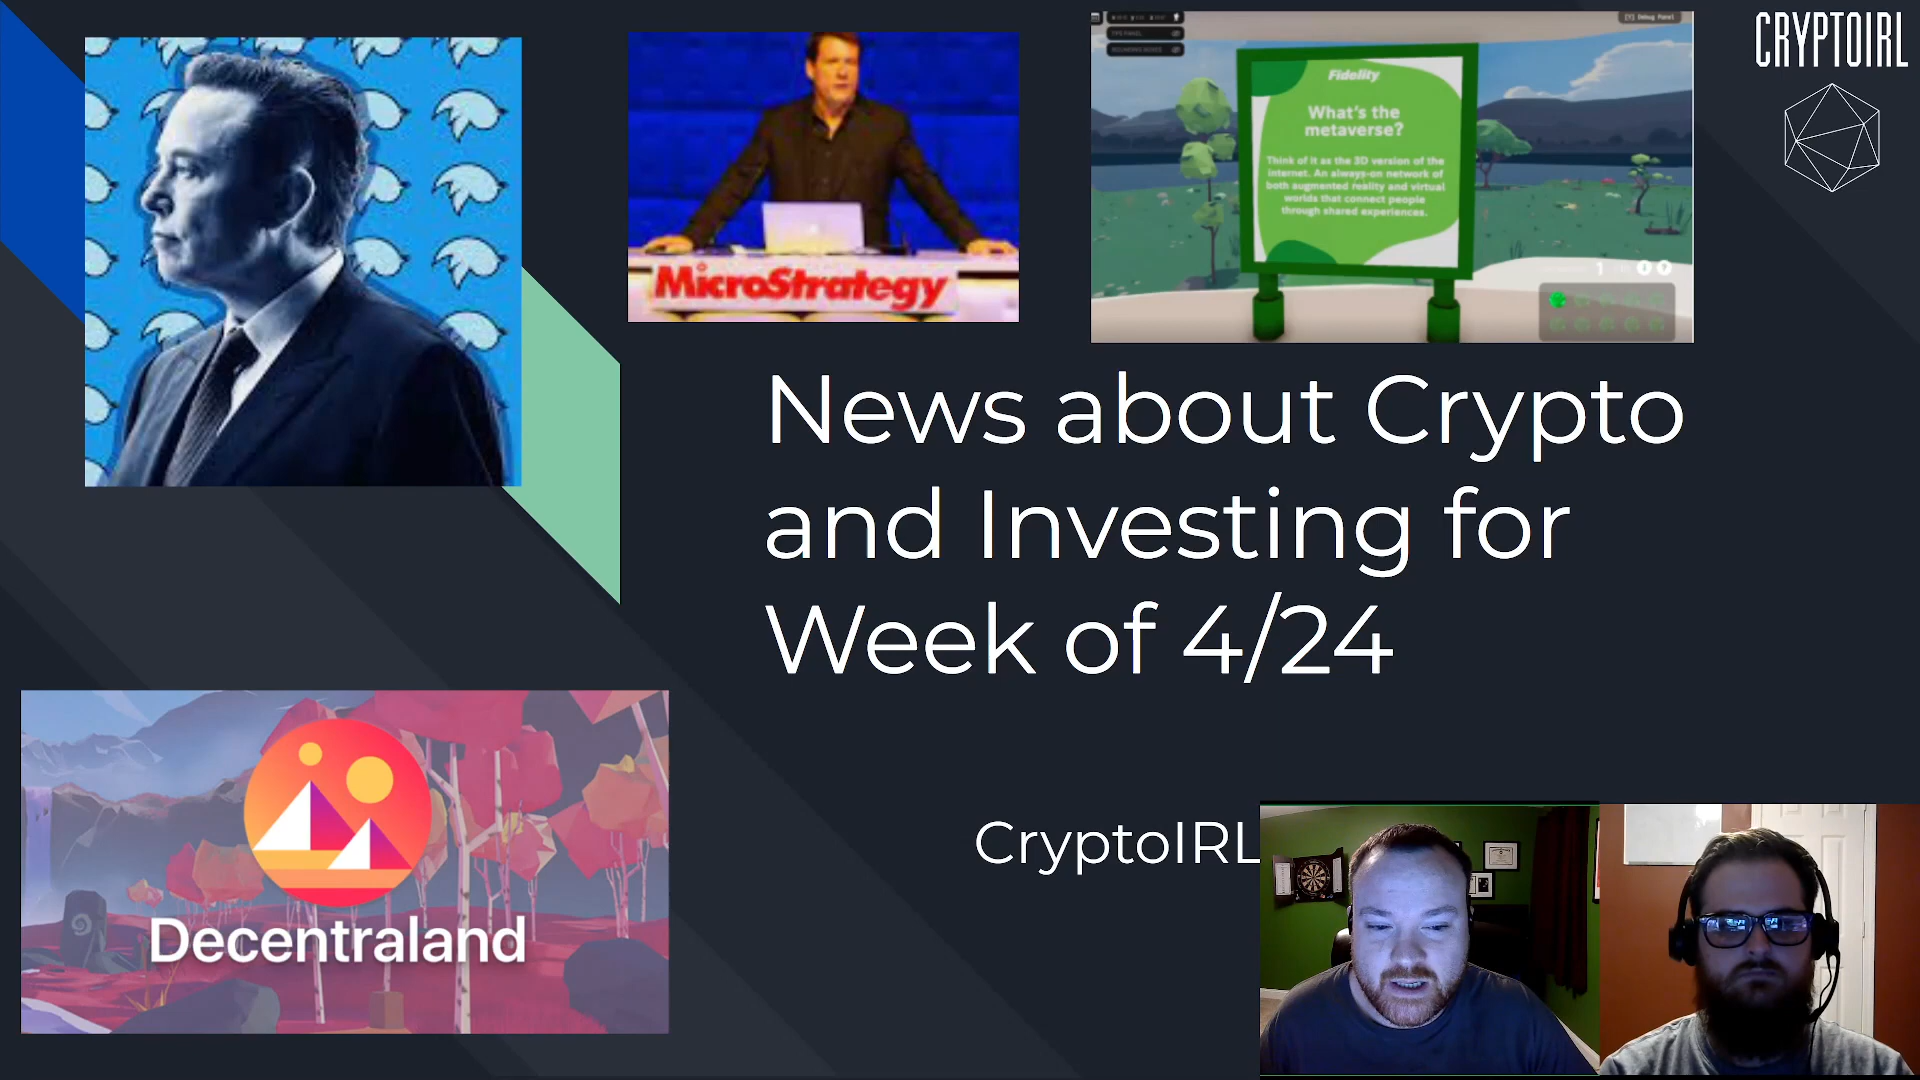 CRYPTOIRL
Fidelity
What's the
metaverse?
Think of it as the 3D version of the
internet. An always-on network of
both augmented reality and virtual
worlds that connect people
through shared experiences.
MicroStrategy
News about Crypto
and Investing for
Week of 4/24
Decentraland
CryptoIRL